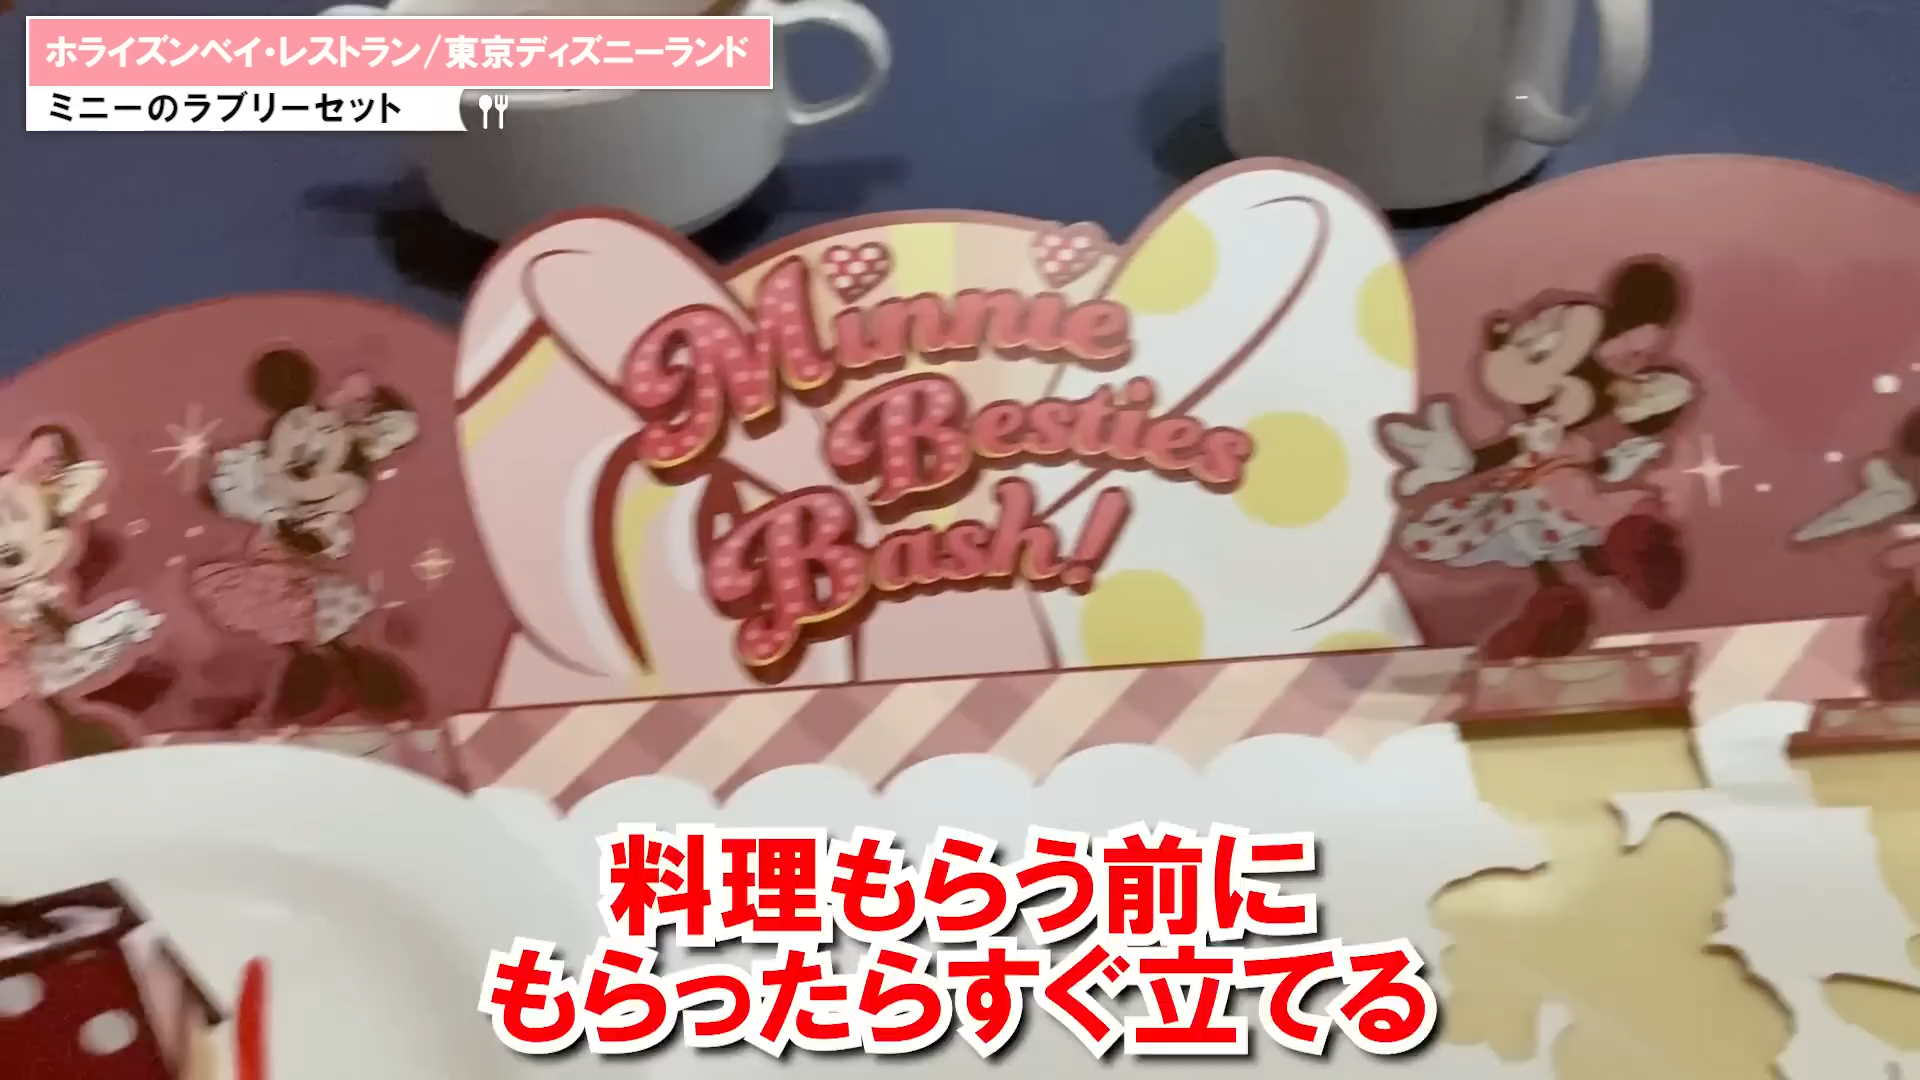 ホライズンベイ・レストラン/東京ディズニーランド
ミニーのラブリーセット
Minnie
Besties
Bash!
料理もらう前に
もらったらすぐ立てる